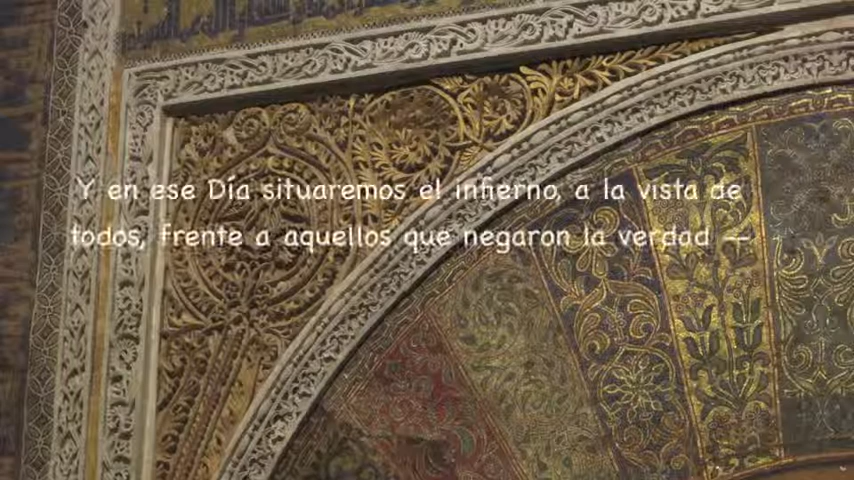 Y en ese Día situaremos el infierno, a la vista de
todos, frente a aquellos que negaron la verdad —